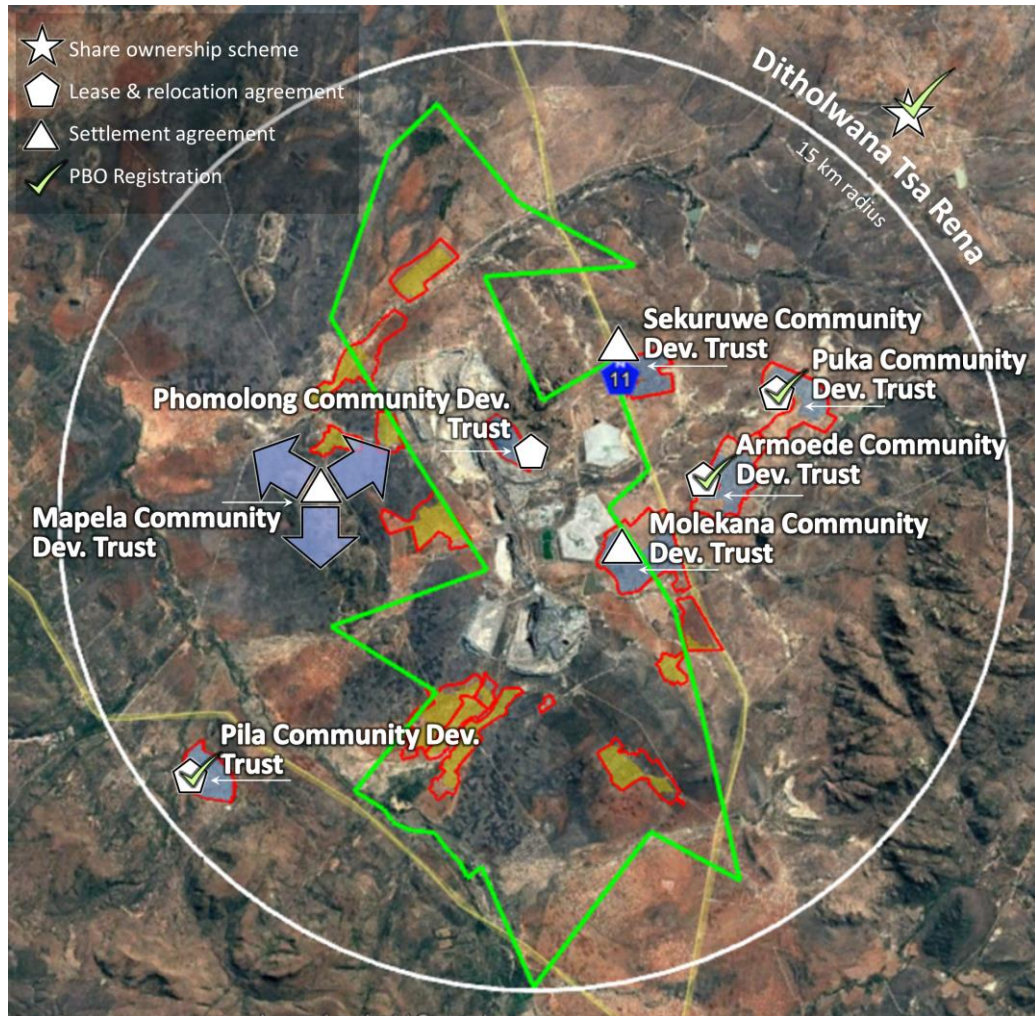 Share ownership scheme
Lease & relocation agreement
Settlement agreement
PBO Registration
Ditholwana Tsa Rena
15 km radius
Sekuruwe Community
Dev. Trust
11
Puka Community
Dev. Trust
Phomolong Community Dev.
Trust
Armoede Community
Dev. Trust
Mapela Community
Dev. Trust
Molekana Community
Dev. Trust
Pila Community Dev.
Trust